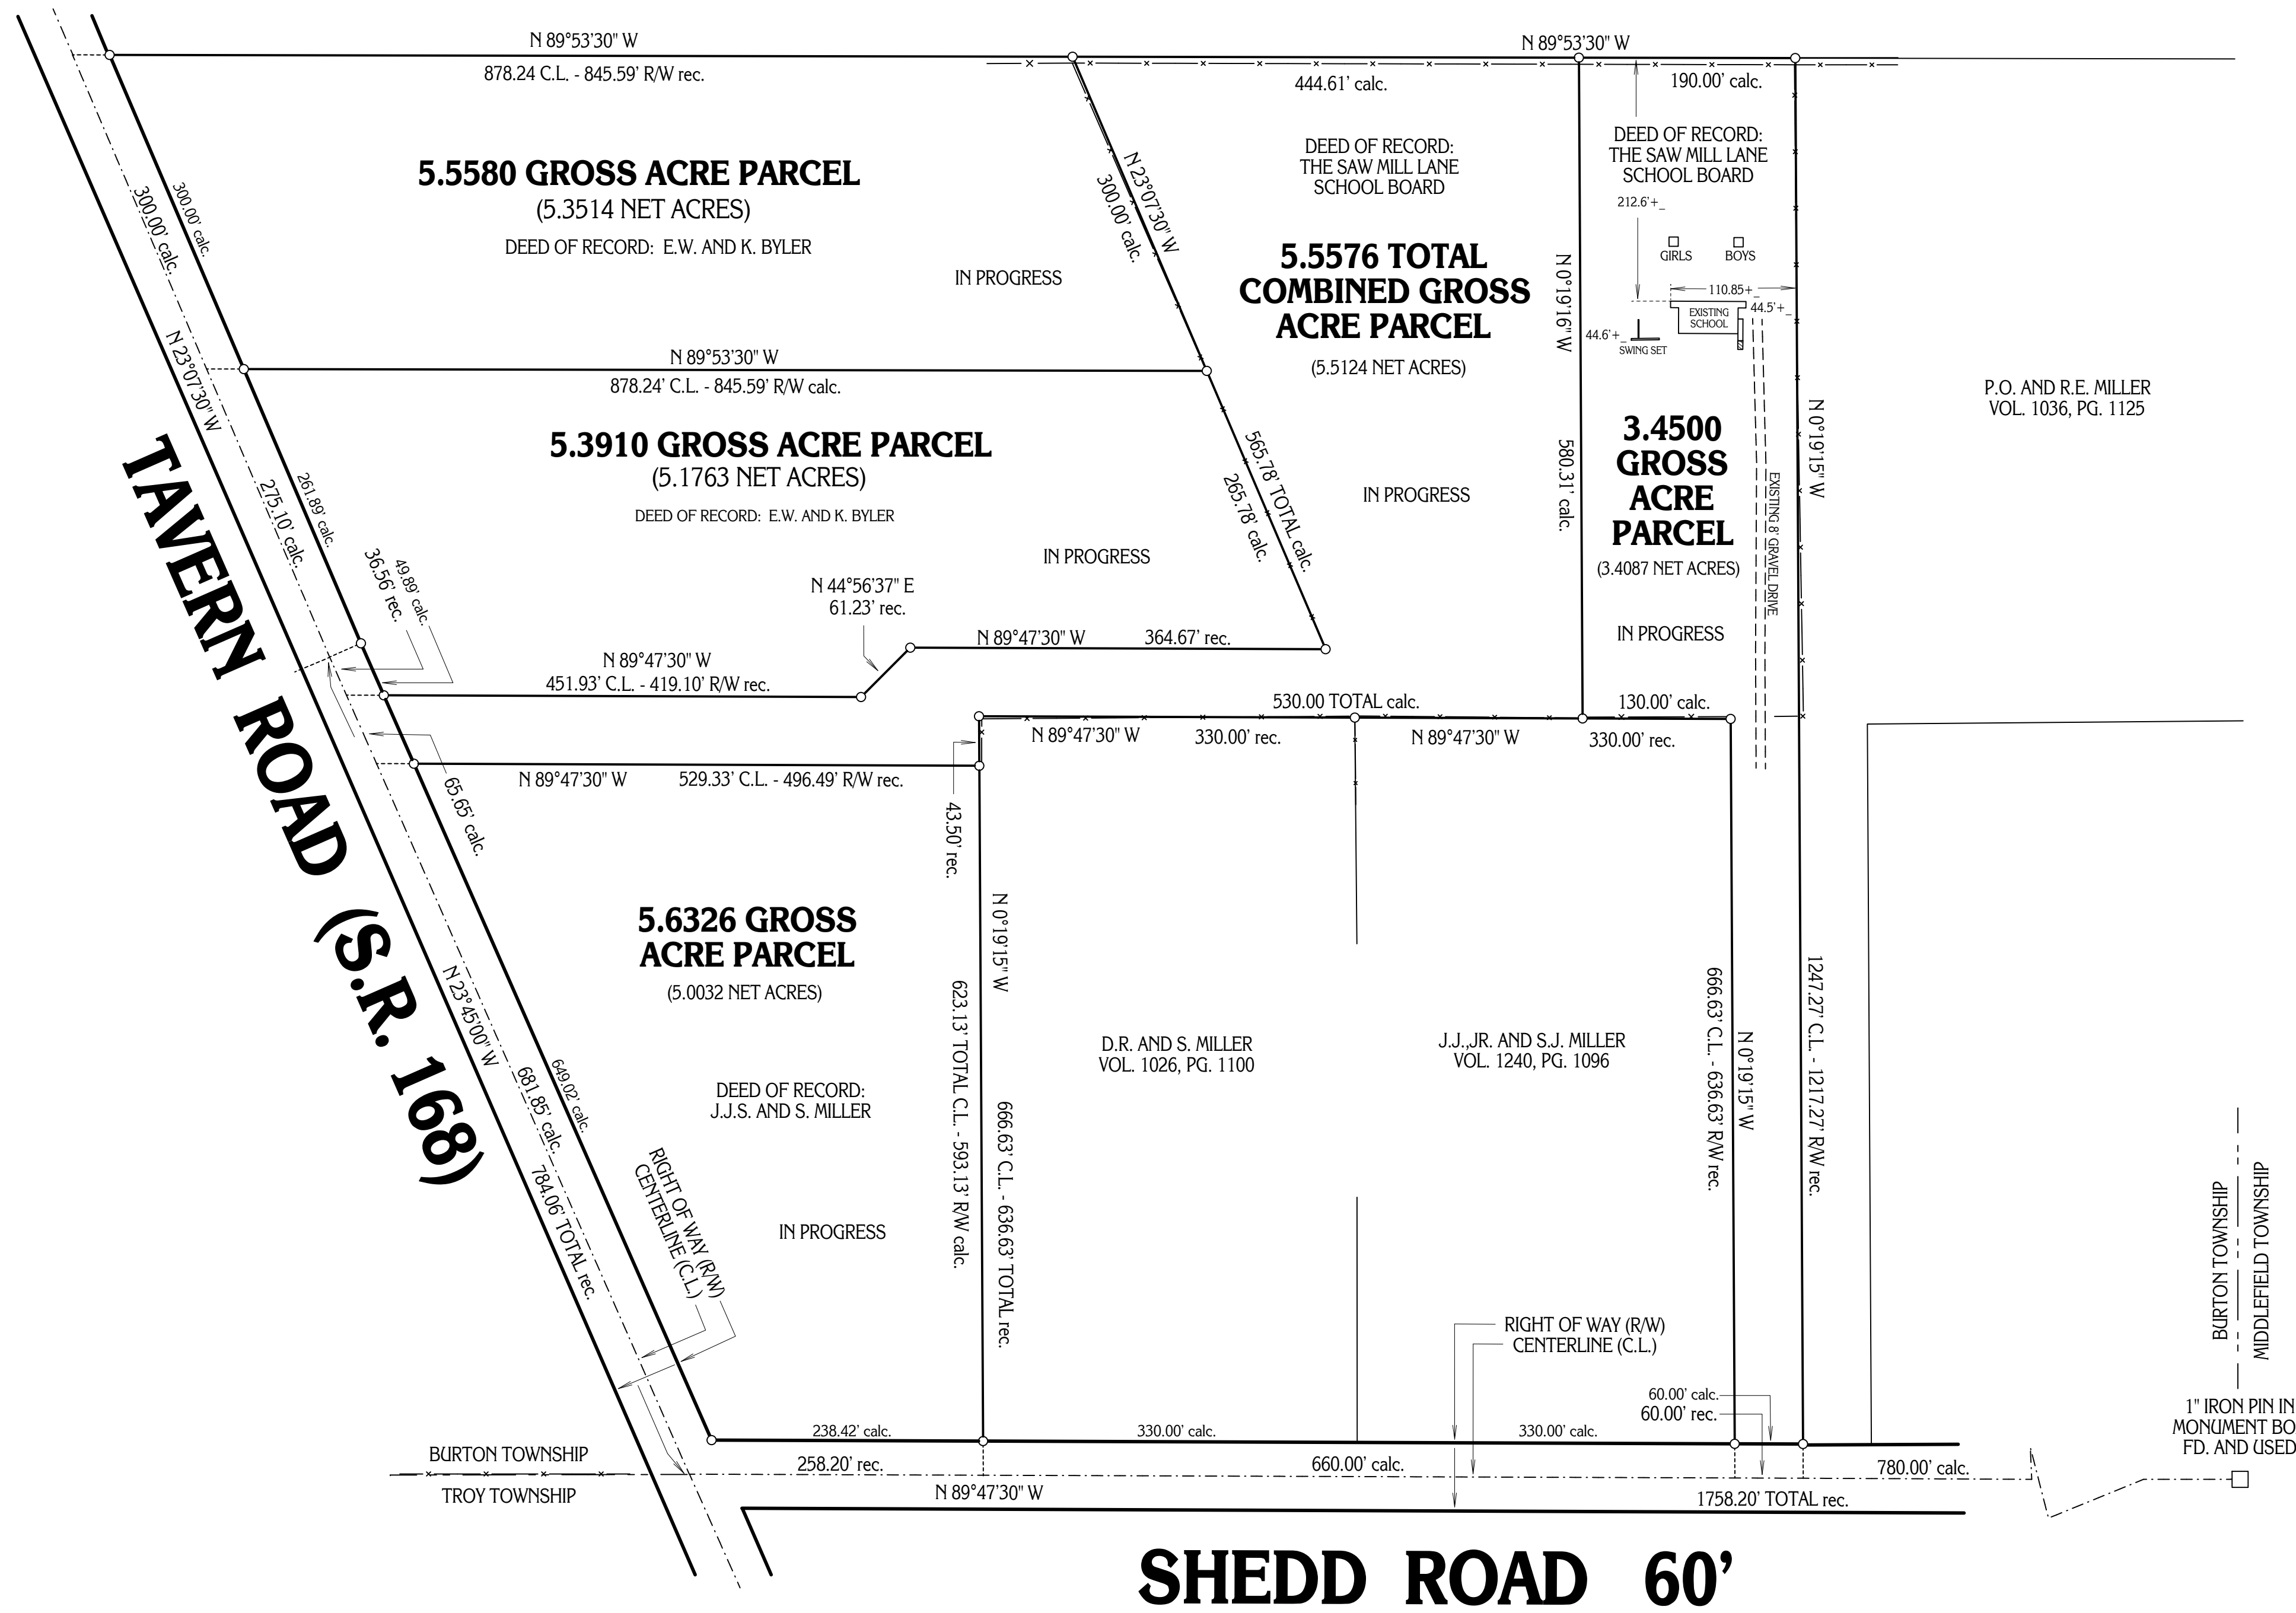 N 89°53'30" W
878.24 C.L. - 845.59' R/W rec.
N 89°53'30" W
444.61' calc.
190.00' calc.
300.00' calc.
300.00' calc.
5.5580 GROSS ACRE PARCEL
(5.3514 NET ACRES)
DEED OF RECORD: E.W. AND K. BYLER
IN PROGRESS
N 23°07'30" W
300.00' calc.
DEED OF RECORD:
THE SAW MILL LANE
SCHOOL BOARD
5.5576 TOTAL
COMBINED GROSS
ACRE PARCEL
(5.5124 NET ACRES)
IN PROGRESS
N 0°19'16" W
580.31' calc.
DEED OF RECORD:
THE SAW MILL LANE
SCHOOL BOARD
212.6'+_
GIRLS
BOYS
110.85+_
44.5'+_
EXISTING
SCHOOL
44.6'+_
SWING SET
3.4500
GROSS
ACRE
PARCEL
(3.4087 NET ACRES)
IN PROGRESS
EXISTING 8' GRAVEL DRIVE
N 0°19'15" W
P.O. AND R.E. MILLER
VOL. 1036, PG. 1125
N 23°07'30" W
N 89°53'30" W
878.24' C.L. - 845.59' R/W calc.
5.3910 GROSS ACRE PARCEL
(5.1763 NET ACRES)
DEED OF RECORD: E.W. AND K. BYLER
IN PROGRESS
565.78' TOTAL calc.
265.78' calc.
275.10' calc.
261.89' calc.
49.89' calc.
36.56' rec.
N 44°56'37" E
61.23' rec.
N 89°47'30" W
451.93' C.L. - 419.10' R/W rec.
N 89°47'30" W
364.67' rec.
530.00 TOTAL calc.
130.00' calc.
N 89°47'30" W
330.00' rec.
N 89°47'30" W
330.00' rec.
N 89°47'30" W
529.33' C.L. - 496.49' R/W rec.
43.50' rec.
65.65' calc.
TAVERN ROAD (S.R. 168)
5.6326 GROSS
ACRE PARCEL
(5.0032 NET ACRES)
DEED OF RECORD:
J.J.S. AND S. MILLER
IN PROGRESS
N 23°45'00" W
681.85' calc.
649.02' calc.
784.06' TOTAL rec.
RIGHT OF WAY (R/W)
CENTERLINE (C.L.)
N 0°19'15" W
623.13' TOTAL C.L. - 593.13' R/W calc.
666.63' C.L. - 636.63' TOTAL rec.
D.R. AND S. MILLER
VOL. 1026, PG. 1100
J.J.,JR. AND S.J. MILLER
VOL. 1240, PG. 1096
666.63' C.L. - 636.63' R/W rec.
N 0°19'15" W
1247.27' C.L. - 1217.27' R/W rec.
BURTON TOWNSHIP
MIDDLEFIELD TOWNSHIP
RIGHT OF WAY (R/W)
CENTERLINE (C.L.)
60.00' calc.
60.00' rec.
1" IRON PIN IN
MONUMENT BO
FD. AND USED
238.42' calc.
330.00' calc.
330.00' calc.
BURTON TOWNSHIP
TROY TOWNSHIP
258.20' rec.
660.00' calc.
780.00' calc.
N 89°47'30" W
1758.20' TOTAL rec.
SHEDD ROAD 60'